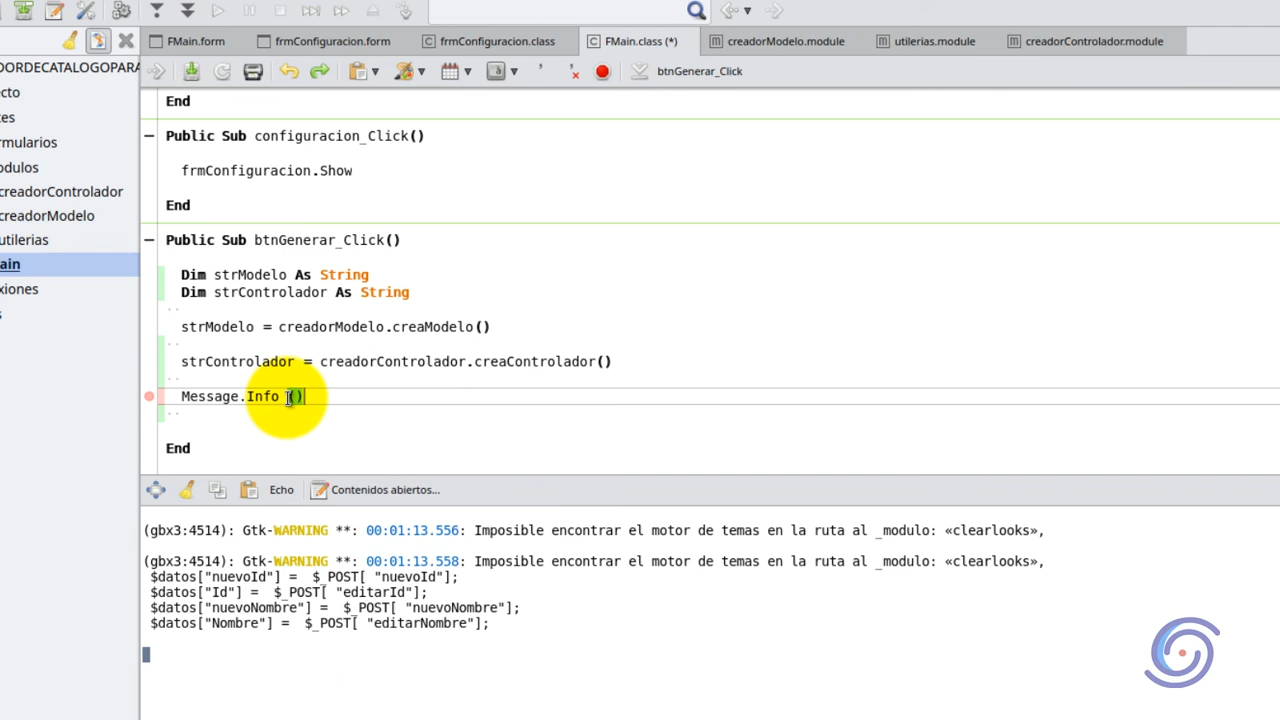 FMain.form frmConfiguracion.form frmConfiguracion.class FMain.class (*) creadorModelo.module utilerias.module creadorControlador.module
ORDECATALOGOPARA
btnGenerar_Click
cto
es
rmularios
odulos
creadorControlador
creadorModelo
utilerias
ain
xiones
s
End
Public Sub configuracion_Click()
frmConfiguracion.Show
End
Public Sub btnGenerar_Click()
Dim strModelo As String
Dim strControlador As String
strModelo = creadorModelo.creaModelo()
strControlador = creadorControlador.creaControlador()
Message.Info ()
End
Echo Contenidos abiertos...
(gbx3:4514): Gtk-WARNING **: 00:01:13.556: Imposible encontrar el motor de temas en la ruta al _modulo: «clearlooks»,
(gbx3:4514): Gtk-WARNING **: 00:01:13.558: Imposible encontrar el motor de temas en la ruta al _modulo: «clearlooks»,
$datos["nuevoId"] = $_POST[ "nuevoId"];
$datos["Id"] = $_POST[ "editarId"];
$datos["nuevoNombre"] = $_POST[ "nuevoNombre"];
$datos["Nombre"] = $_POST[ "editarNombre"];